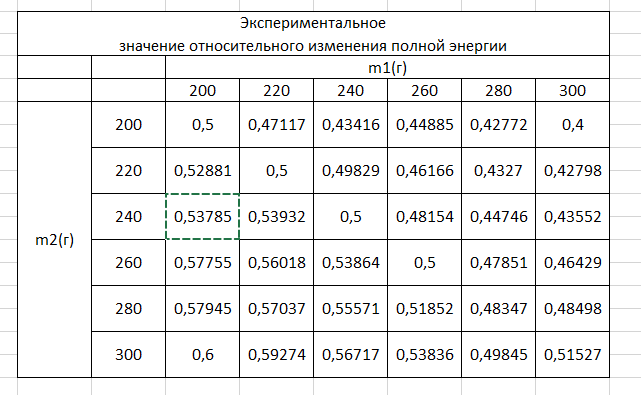 Экспериментальное
значение относительного изменения полной энергии
m1(г)
200 220 240 260 280 300
m2(г)
200 0,5 0,47117 0,43416 0,44885 0,42772 0,4
220 0,52881 0,5 0,49829 0,46166 0,4327 0,42798
240 0,53785 0,53932 0,5 0,48154 0,44746 0,43552
260 0,57755 0,56018 0,53864 0,5 0,47851 0,46429
280 0,57945 0,57037 0,55571 0,51852 0,48347 0,48498
300 0,6 0,59274 0,56717 0,53836 0,49845 0,51527